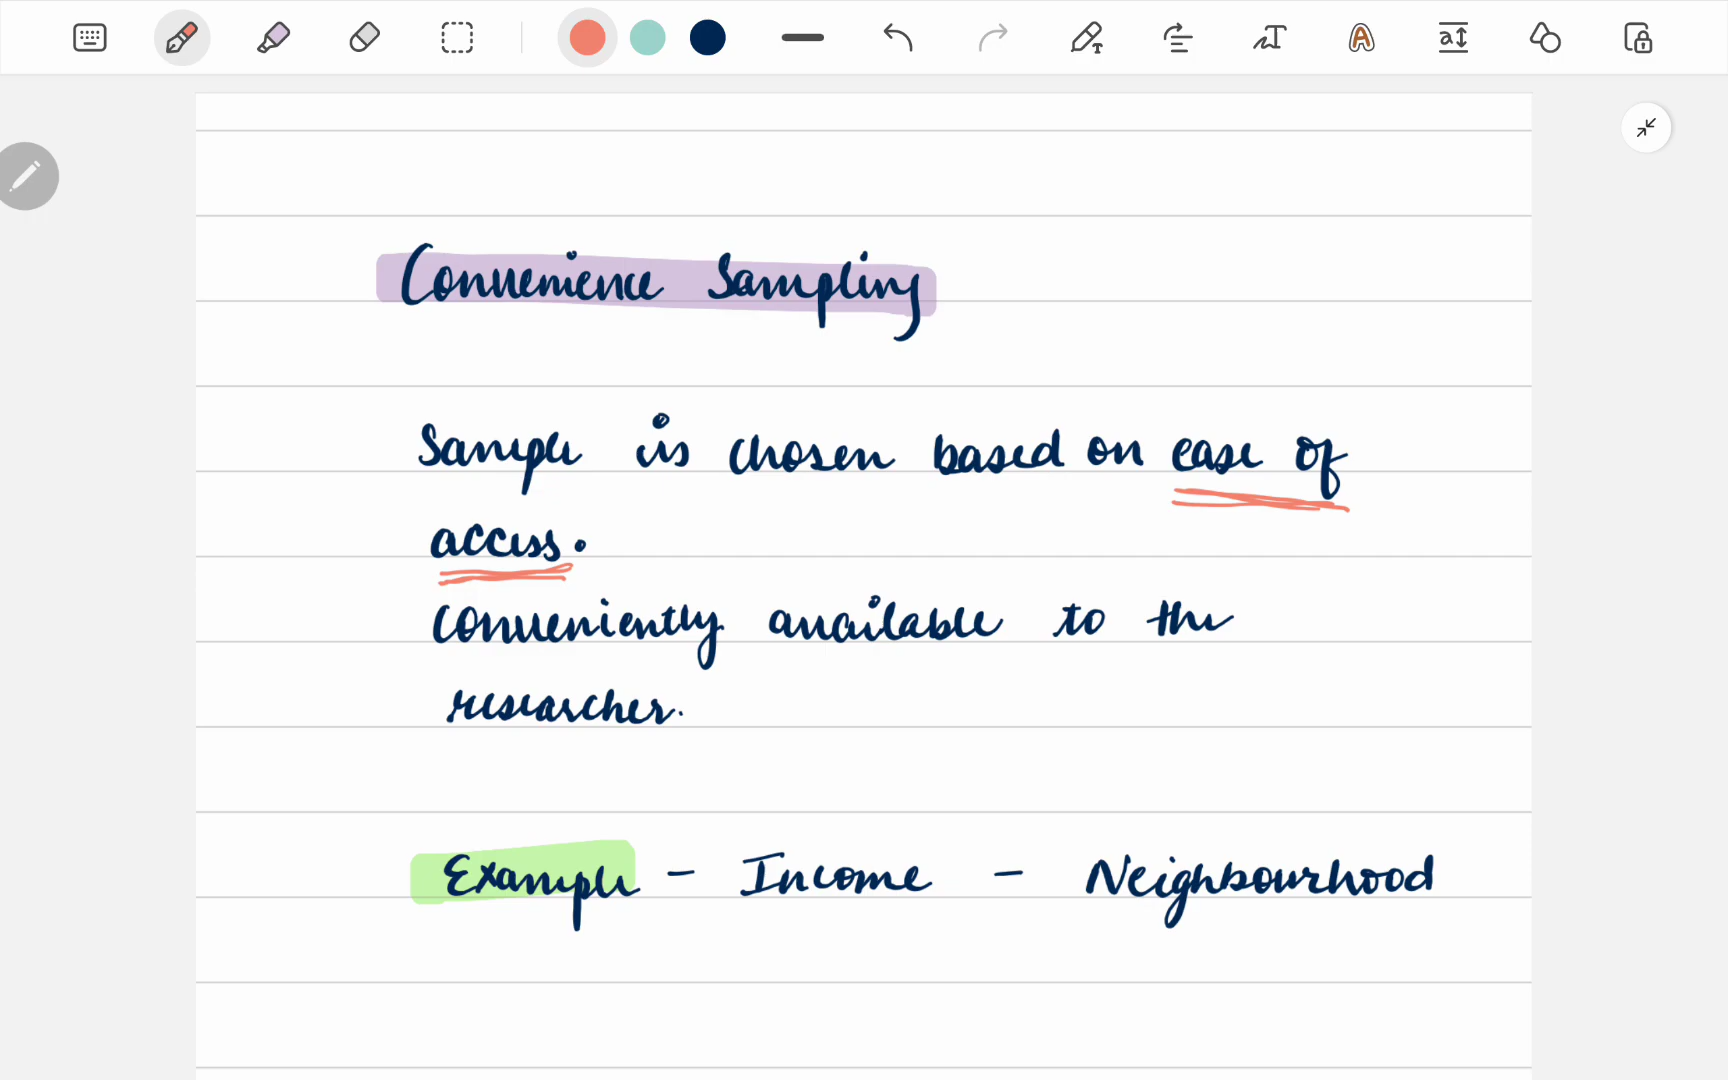 Convenience Sampling
Sample is chosen based on ease of
access.
conveniently available to the
researcher.
Example - Income - Neighbourhood